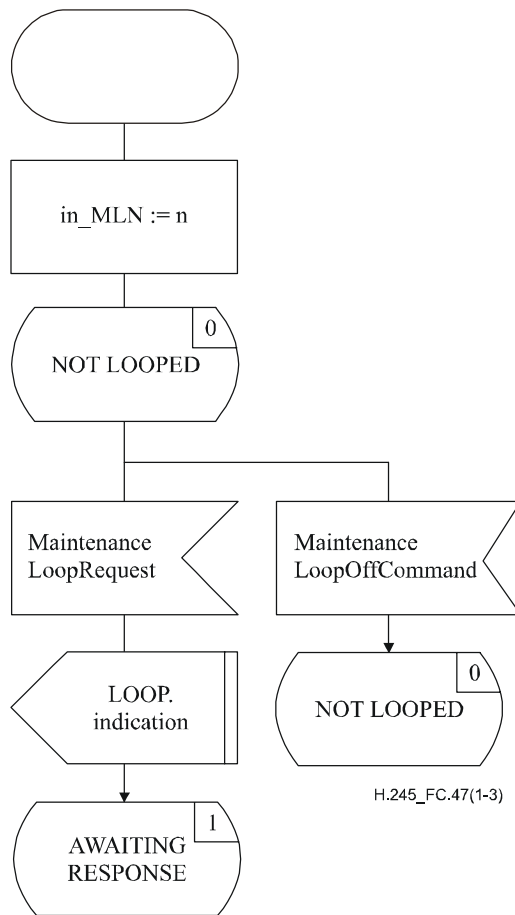 in_MLN := n
0
NOT LOOPED
Maintenance
LoopRequest
Maintenance
LoopOffCommand
LOOP.
indication
0
NOT LOOPED
H.245_FC.47(1-3)
1
AWAITING
RESPONSE